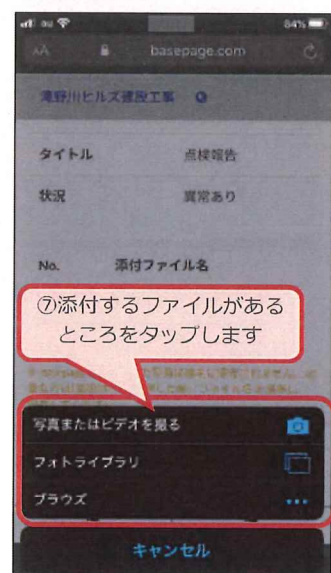 au
84%
AA
basepage.com
滝野川ヒルズ建設工事
タイトル 点検報告
状況 異常あり
No. 添付ファイル名
⑦添付するファイルがある
ところをタップします
写真またはビデオを撮る
フォトライブラリ
ブラウズ
キャンセル